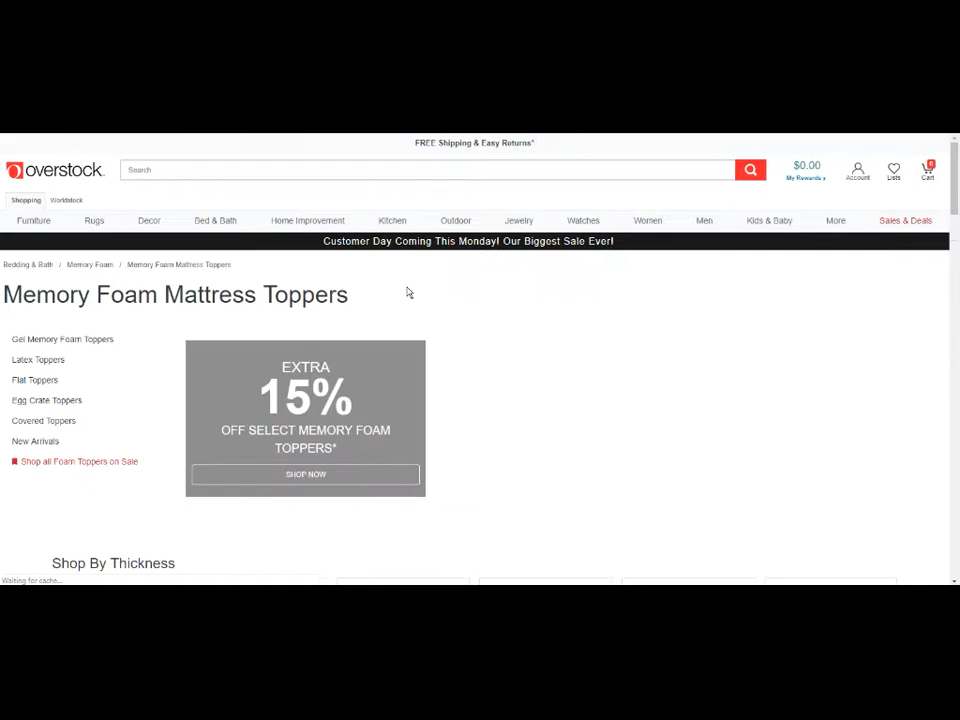 FREE Shipping & Easy Returns*
overstock.
Search
$0.00
My Rewards
Account
Lists
0
Cart
Shopping
Worldstock
Furniture
Rugs
Decor
Bed & Bath
Home Improvement
Kitchen
Outdoor
Jewelry
Watches
Women
Men
Kids & Baby
More
Sales & Deals
Customer Day Coming This Monday! Our Biggest Sale Ever!
Bedding & Bath / Memory Foam / Memory Foam Mattress Toppers
Memory Foam Mattress Toppers
Gel Memory Foam Toppers
Latex Toppers
Flat Toppers
Egg Crate Toppers
Covered Toppers
New Arrivals
Shop all Foam Toppers on Sale
EXTRA
15%
OFF SELECT MEMORY FOAM
TOPPERS*
SHOP NOW
Shop By Thickness
Waiting for cache...